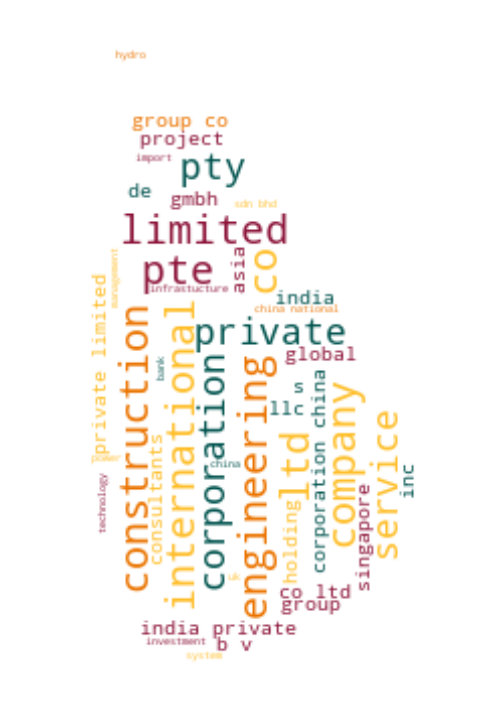 hydro
group co
project
import
pty
de
gmbh
sdn bhd
limited
asia
co
pte
management
infrastucture
india
private limited
china national
construction
international
private
global
bank
corporation
engineering
s
corporation china
llc
company
service
ltd
consultants
power
china
inc
technology
singapore
holding
uk
co ltd
group
india private
investment
b v
system